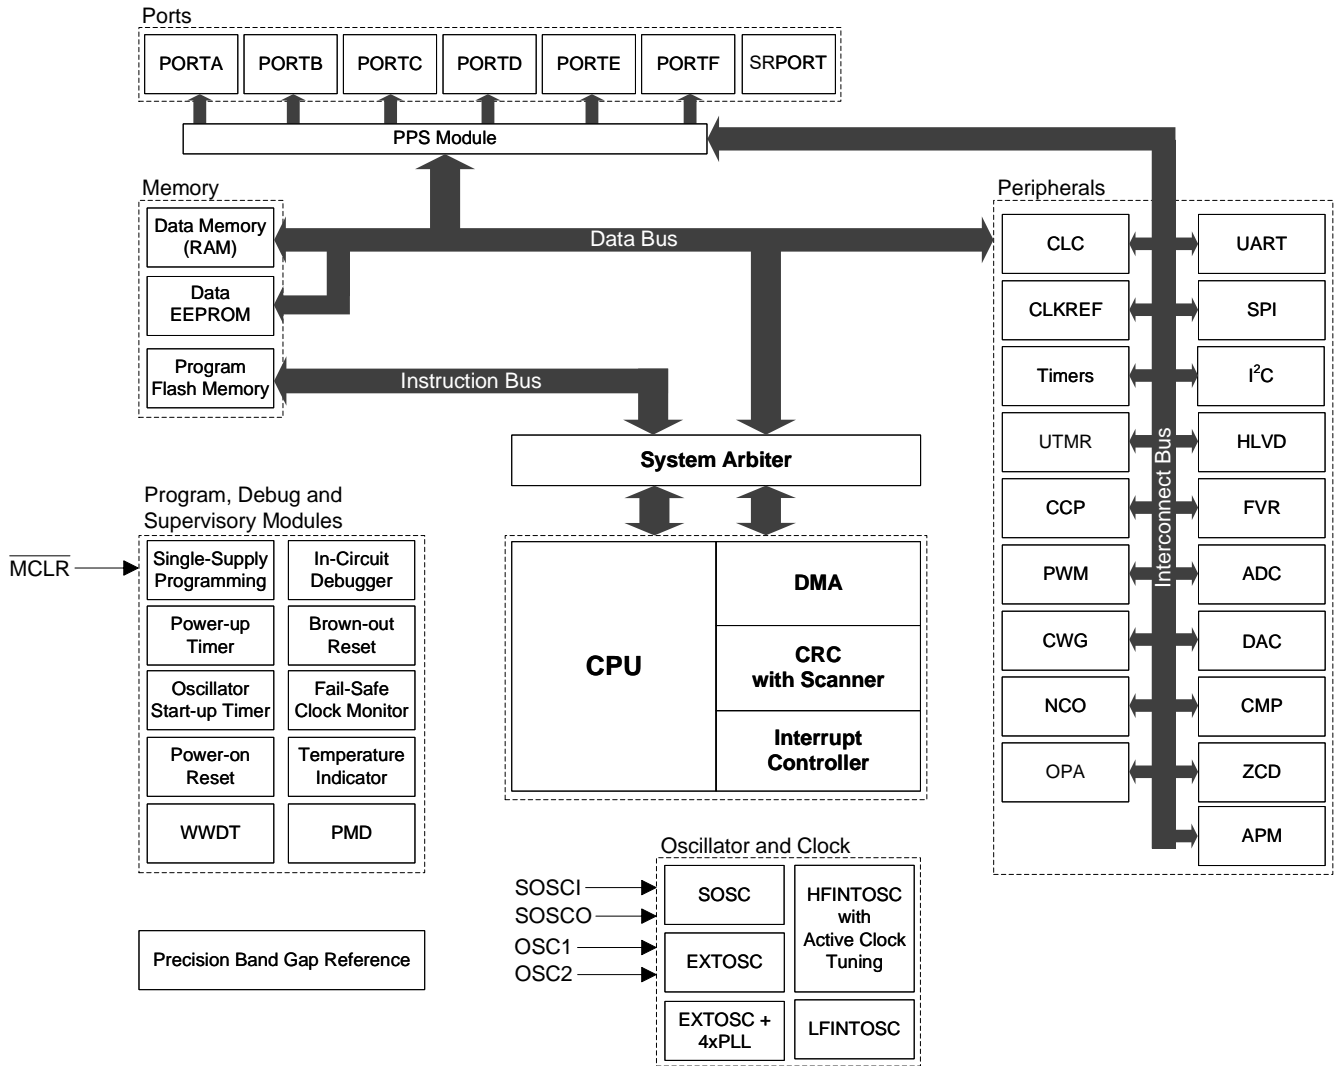 Ports
PORTA
PORTB
PORTC
PORTD
PORTE
PORTF
SRPORT
PPS Module
Memory
Data Memory
(RAM)
Data
EEPROM
Program
Flash Memory
Data Bus
Instruction Bus
System Arbiter
CPU
DMA
CRC
with Scanner
Interrupt
Controller
Peripherals
CLC
UART
CLKREF
SPI
Timers
I²C
UTMR
HLVD
CCP
FVR
PWM
ADC
CWG
DAC
NCO
CMP
OPA
ZCD
APM
Interconnect Bus
Program, Debug and
Supervisory Modules
MCLR
Single-Supply
Programming
In-Circuit
Debugger
Power-up
Timer
Brown-out
Reset
Oscillator
Start-up Timer
Fail-Safe
Clock Monitor
Power-on
Reset
Temperature
Indicator
WWDT
PMD
Precision Band Gap Reference
Oscillator and Clock
SOSCI
SOSCO
OSC1
OSC2
SOSC
HFINTOSC
with
Active Clock
Tuning
EXTOSC
EXTOSC +
4xPLL
LFINTOSC